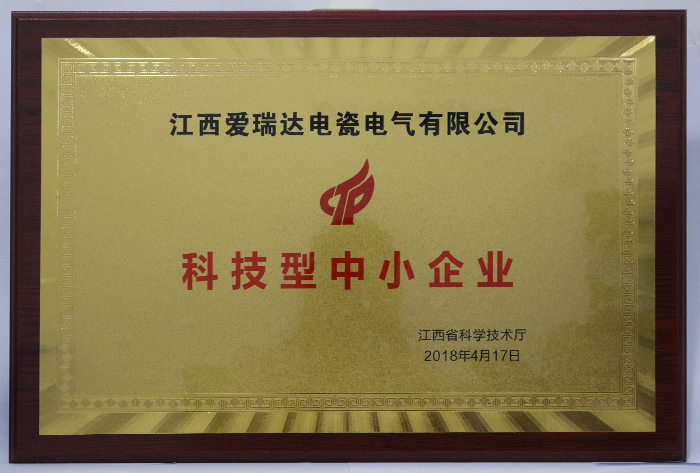 江西爱瑞达电瓷电气有限公司
科技型中小企业
江西省科学技术厅
2018年4月17日